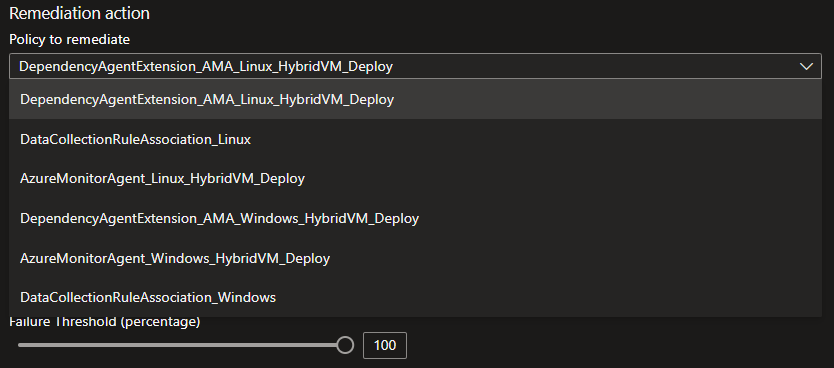 Remediation action
Policy to remediate
DependencyAgentExtension_AMA_Linux_HybridVM_Deploy
DependencyAgentExtension_AMA_Linux_HybridVM_Deploy
DataCollectionRuleAssociation_Linux
AzureMonitorAgent_Linux_HybridVM_Deploy
DependencyAgentExtension_AMA_Windows_HybridVM_Deploy
AzureMonitorAgent_Windows_HybridVM_Deploy
DataCollectionRuleAssociation_Windows
Failure Threshold (percentage)
100